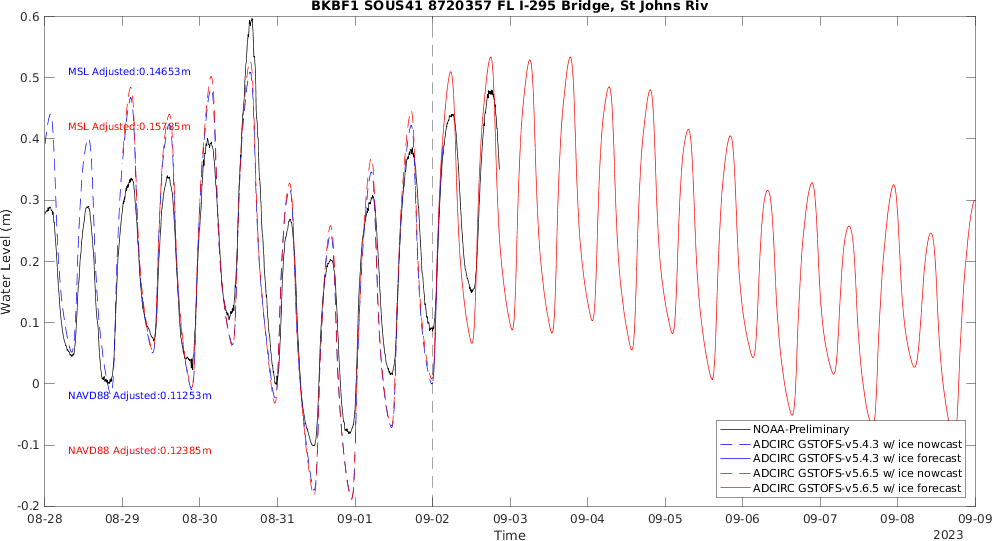 BKBF1 SOUS41 8720357 FL I-295 Bridge, St Johns Riv
0.6
0.5
0.4
0.3
0.2
0.1
0
-0.1
-0.2
Water Level (m)
MSL Adjusted:0.14653m
MSL Adjusted:0.15785m
NAVD88 Adjusted:0.11253m
NAVD88 Adjusted:0.12385m
NOAA-Preliminary
ADCIRC GSTOFS-v5.4.3 w/ ice nowcast
ADCIRC GSTOFS-v5.4.3 w/ ice forecast
ADCIRC GSTOFS-v5.6.5 w/ ice nowcast
ADCIRC GSTOFS-v5.6.5 w/ ice forecast
08-28 08-29 08-30 08-31 09-01 09-02 09-03 09-04 09-05 09-06 09-07 09-08 09-09
Time
2023